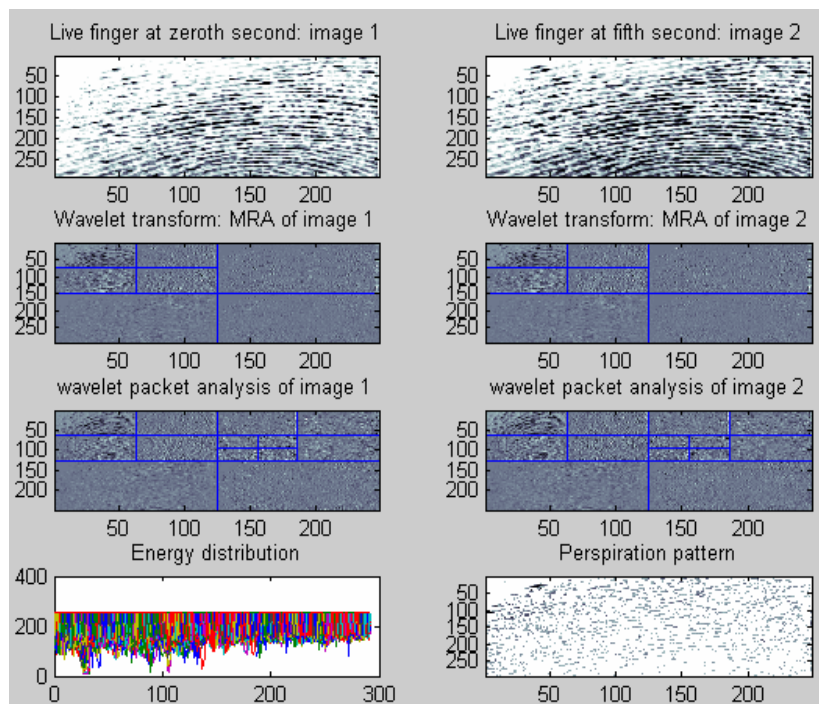 Live finger at zeroth second: image 1
Live finger at fifth second: image 2
50
100
150
200
250
50 100 150 200
50
100
150
200
250
50 100 150 200
Wavelet transform: MRA of image 1
Wavelet transform: MRA of image 2
50
100
150
200
250
50 100 150 200
50
100
150
200
250
50 100 150 200
wavelet packet analysis of image 1
wavelet packet analysis of image 2
50
100
150
200
50 100 150 200
50
100
150
200
50 100 150 200
Energy distribution
Perspiration pattern
400
200
0
0 100 200 300
50
100
150
200
250
50 100 150 200